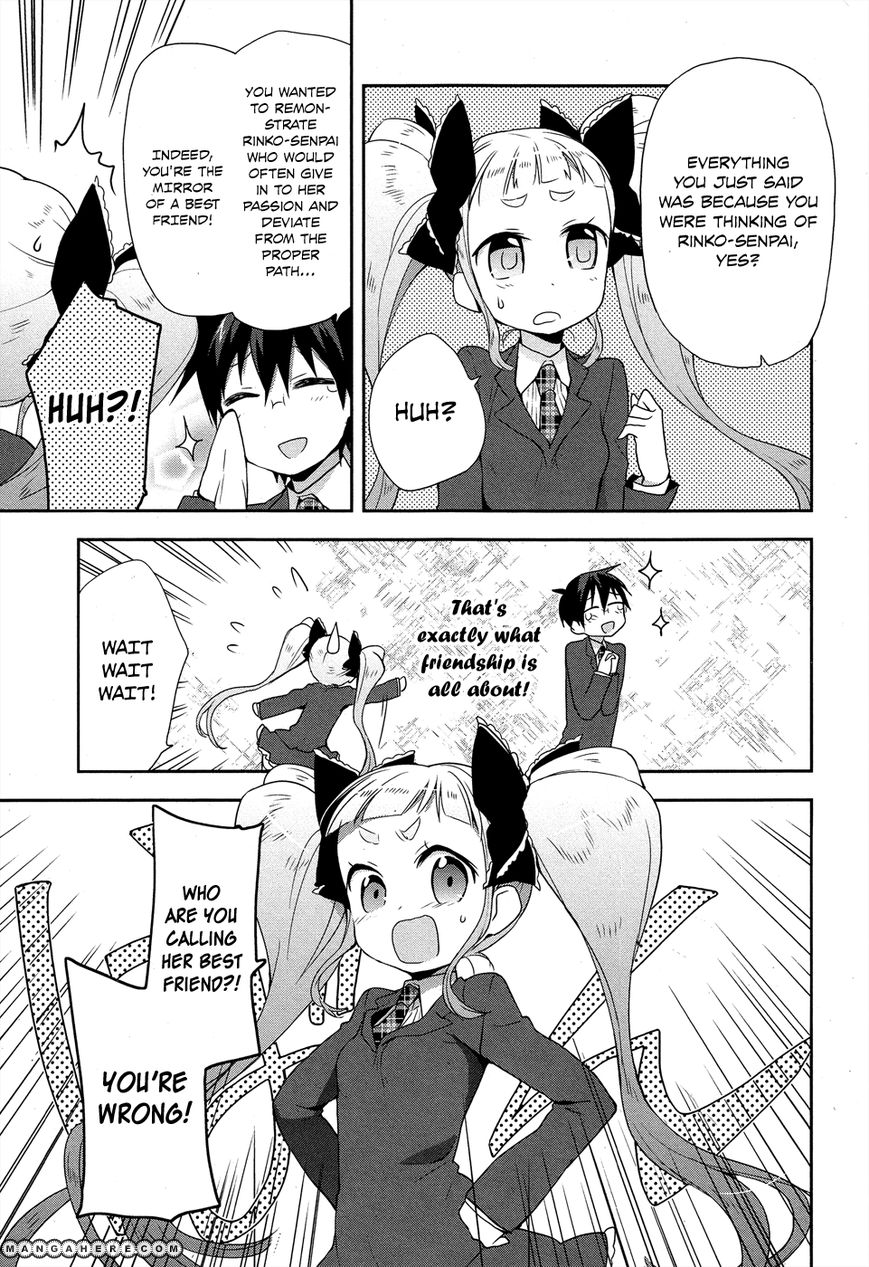 EVERYTHING
YOU JUST SAID
WAS BECAUSE YOU
WERE THINKING OF
RINKO-SENPAI,
YES?
HUH?
YOU WANTED
TO REMON-
STRATE
RINKO-SENPAI
WHO WOULD
OFTEN GIVE
IN TO HER
PASSION AND
DEVIATE
FROM THE
PROPER
PATH...
INDEED,
YOU'RE THE
MIRROR
OF A BEST
FRIEND!
HUH?!
That's
exactly what
friendship is
all about!
WAIT
WAIT
WAIT!
WHO
ARE YOU
CALLING
HER BEST
FRIEND?!
YOU'RE
WRONG!
MANGAHERE.COM